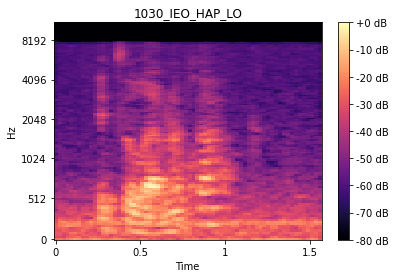 1030_IEO_HAP_LO
+0 dB
8192
-10 dB
4096
-20 dB
-30 dB
2048
Hz
-40 dB
1024
-50 dB
512
-60 dB
-70 dB
0
-80 dB
0
0.5
1
1.5
Time